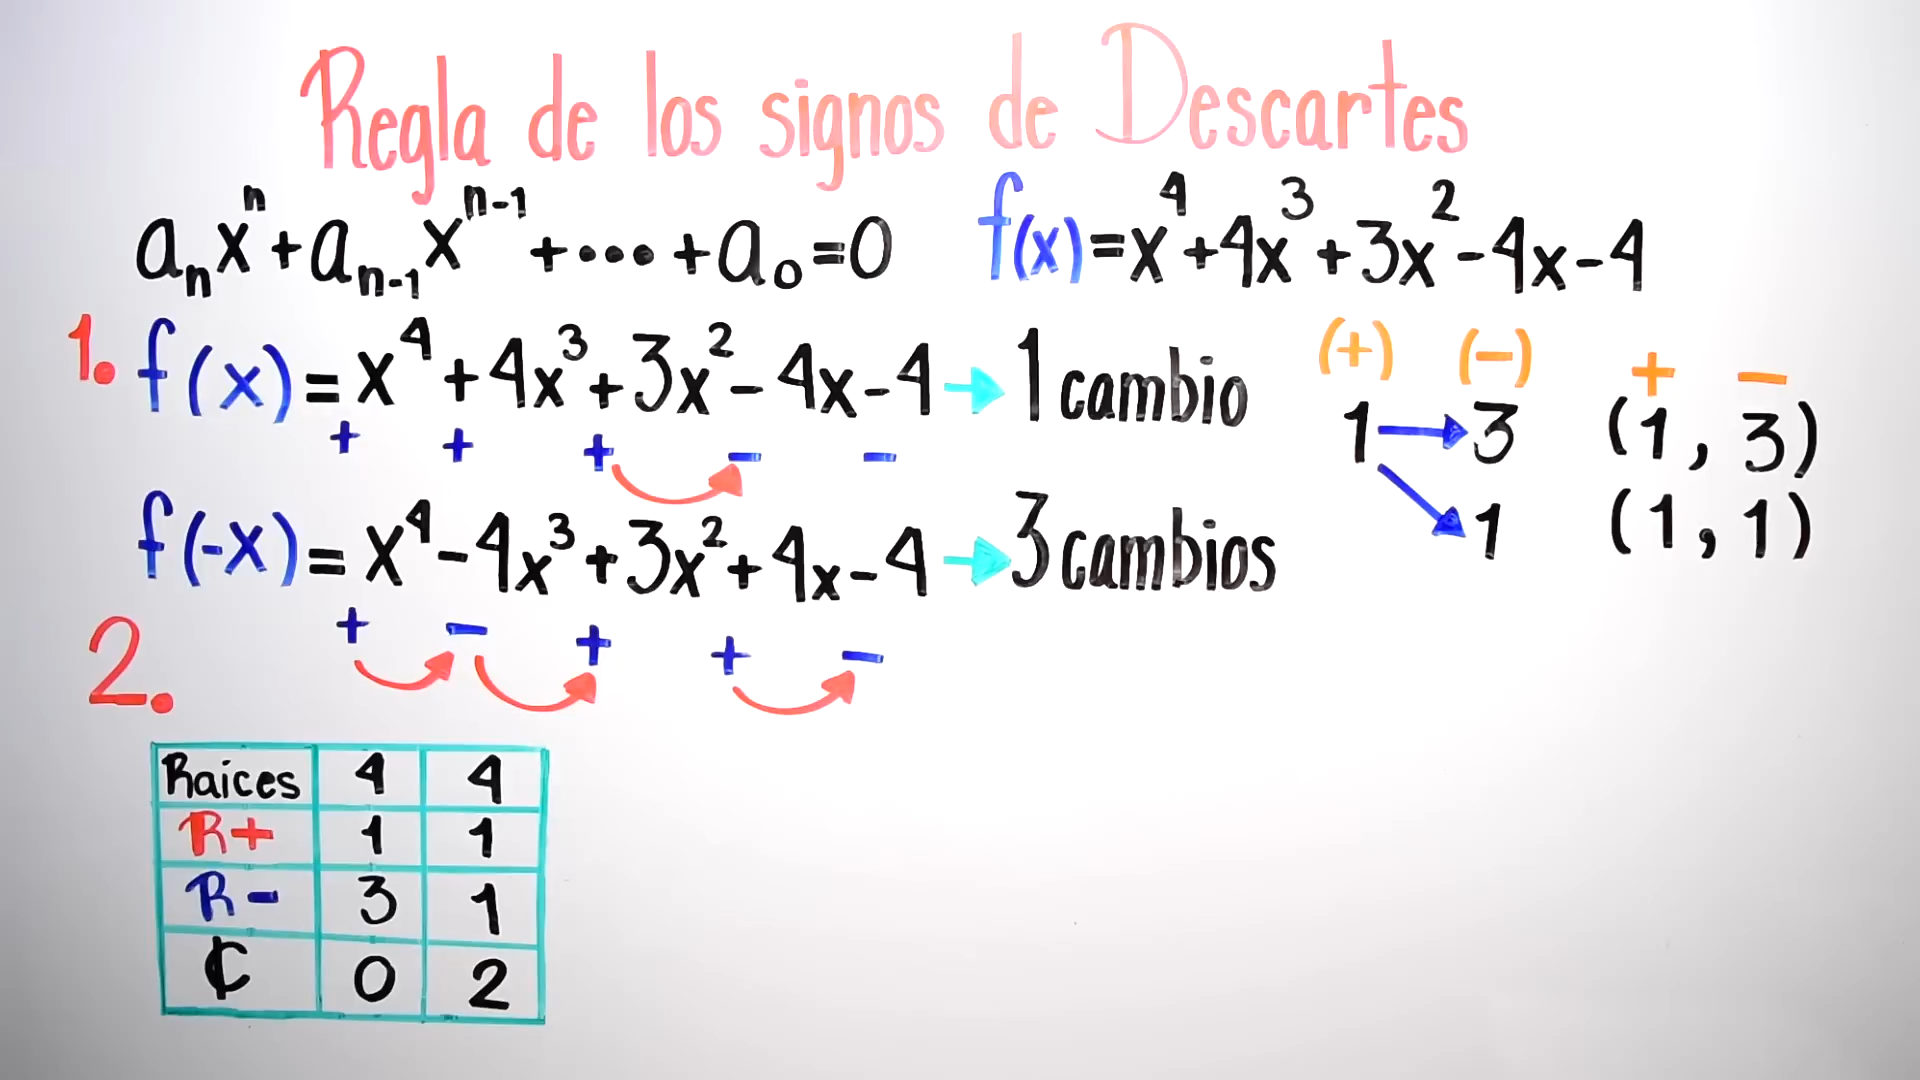 Regla de los signos de Descartes
aₙxⁿ+aₙ₋₁xⁿ⁻¹+•••+a₀=0
f(x)=x⁴+4x³+3x²-4x-4
1. f(x)=x⁴+4x³+3x²-4x-4→1 cambio
+ + + - -
f(-x)=x⁴-4x³+3x²+4x-4→3 cambios
+ - + + -
(+) (-)
1→3
1
+ -
(1,3)
(1,1)
2.
Raices 4 4
R+ 1 1
R- 3 1
ℂ 0 2